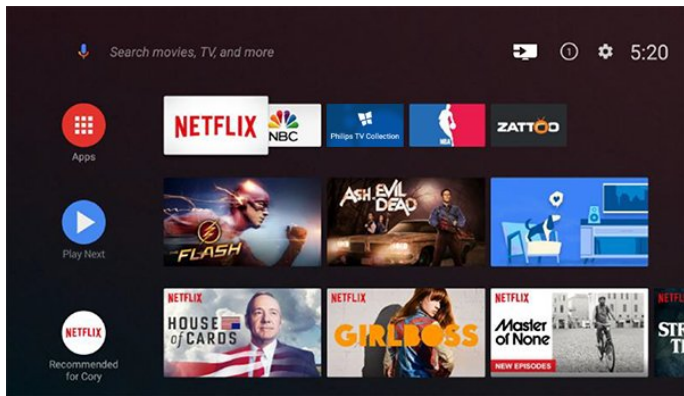 Search movies, TV, and more
1
5:20
Apps
NETFLIX
NBC
Philips TV Collection
NBA
ZATTOO
Play Next
THE FLASH
ASH vs EVIL DEAD
NETFLIX
Recommended
for Cory
NETFLIX
HOUSE
of CARDS
NETFLIX
GIRLBOSS
NETFLIX
Master
of None
NEW EPISODES
NETFLIX